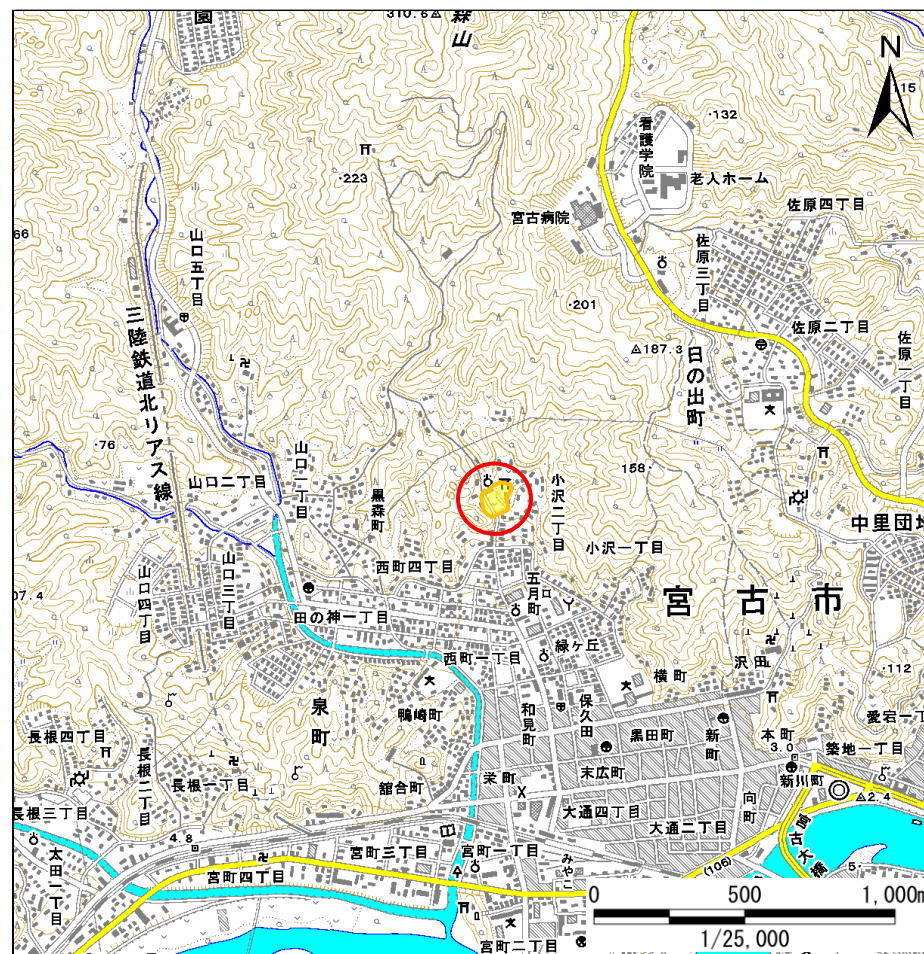 園
310.6
森山
N
115
132
看護学院
老人ホーム
223
宮古病院
佐原四丁目
66
山口五丁目
佐原三丁目
201
三陸鉄道北リアス線
187.3
佐原二丁目
佐原一丁目
日の出町
76
山口二丁目
山口一丁目
158
黒森町
小沢二丁目
中里団地
小沢一丁目
西町四丁目
山口四丁目
山口三丁目
五月町
宮古市
07.4
田の神一丁目
緑ヶ丘
西町一丁目
横町
沢田
112
泉町
鴨崎町
和見町
保久田
黒田町
新町
本町
愛宕一丁
長根四丁目
長根二丁目
長根一丁目
3.0
築地一丁目
舘合町
栄町
末広町
新川町
向町
2.4
大通四丁目
長根三丁目
4.8
大通二丁目
太田一丁目
宮町三丁目
宮町一丁目
みやこ
(106)
宮古大橋
5
宮町四丁目
0 500 1,000m
宮町二丁目
1/25,000